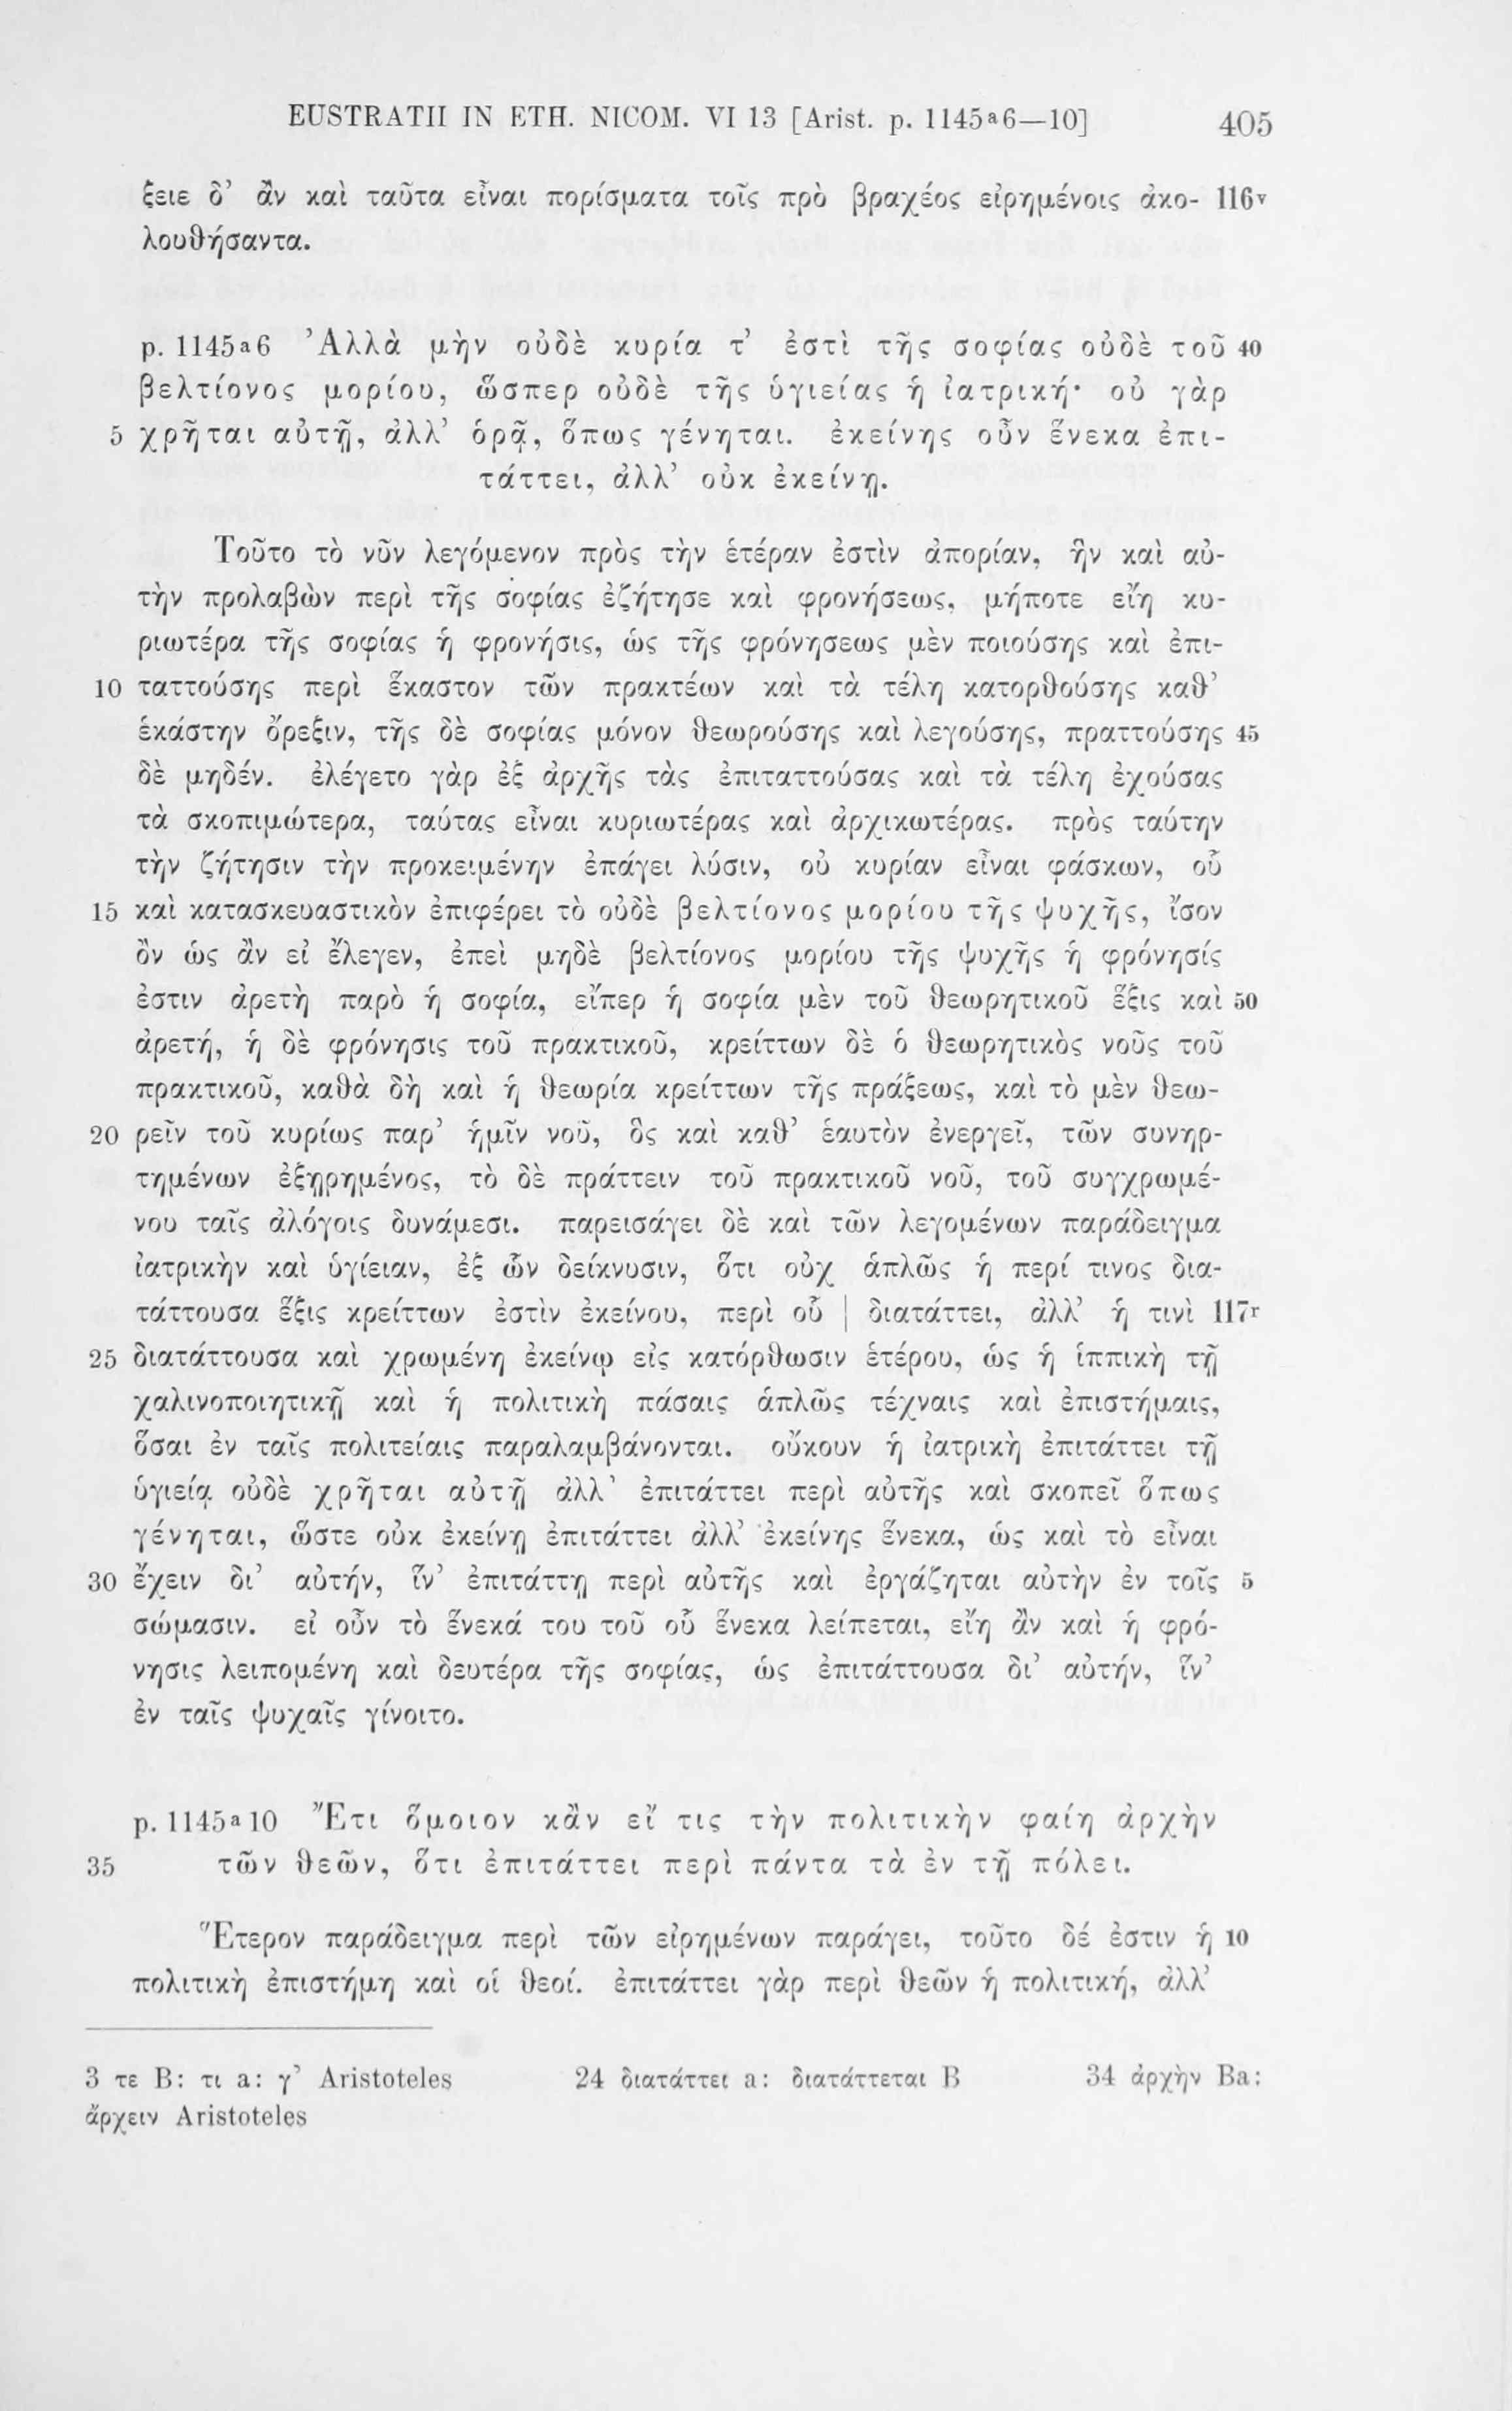 EUSTRATII IN ETH. NICOM. VI 13 [Arist. p. 1145ª6—10] 405
ξειε δ’ ἂν καὶ ταῦτα εἶναι πορίσματα τοῖς πρὸ βραχέος εἰρημένοις ἀκο- 116ᵛ
λουθήσαντα.
p. 1145ª6 Ἀλλὰ μὴν οὐδὲ κυρία τ’ ἐστὶ τῆς σοφίας οὐδὲ τοῦ 40
βελτίονος μορίου, ὥσπερ οὐδὲ τῆς ὑγιείας ἡ ἰατρική· οὐ γὰρ
5 χρῆται αὐτῇ, ἀλλ’ ὁρᾷ, ὅπως γένηται. ἐκείνης οὖν ἕνεκα ἐπι-
τάττει, ἀλλ’ οὐκ ἐκείνῃ.
Τοῦτο τὸ νῦν λεγόμενον πρὸς τὴν ἑτέραν ἐστὶν ἀπορίαν, ἣν καὶ αὐ-
τὴν προλαβὼν περὶ τῆς σοφίας ἐζήτησε καὶ φρονήσεως, μήποτε εἴη κυ-
ριωτέρα τῆς σοφίας ἡ φρονήσις, ὡς τῆς φρόνησεως μὲν ποιούσης καὶ ἐπι-
10 ταττούσης περὶ ἕκαστον τῶν πρακτέων καὶ τὰ τέλη κατορθούσης καθ’
ἑκάστην ὄρεξιν, τῆς δὲ σοφίας μόνον θεωρούσης καὶ λεγούσης, πραττούσης 45
δὲ μηδέν. ἐλέγετο γὰρ ἐξ ἀρχῆς τὰς ἐπιταττούσας καὶ τὰ τέλη ἐχούσας
τὰ σκοπιμώτερα, ταύτας εἶναι κυριωτέρας καὶ ἀρχικωτέρας. πρὸς ταύτην
τὴν ζήτησιν τὴν προκειμένην ἐπάγει λύσιν, οὐ κυρίαν εἶναι φάσκων, οὗ
15 καὶ κατασκευαστικὸν ἐπιφέρει τὸ οὐδὲ βελτίονος μορίου τῆς ψυχῆς, ἴσον
ὂν ὡς ἂν εἰ ἔλεγεν, ἐπεὶ μηδὲ βελτίονος μορίου τῆς ψυχῆς ἡ φρόνησίς
ἐστιν ἀρετὴ παρὸ ἡ σοφία, εἴπερ ἡ σοφία μὲν τοῦ θεωρητικοῦ ἕξις καὶ 50
ἀρετή, ἡ δὲ φρόνησις τοῦ πρακτικοῦ, κρείττων δὲ ὁ θεωρητικὸς νοῦς τοῦ
πρακτικοῦ, καθὰ δὴ καὶ ἡ θεωρία κρείττων τῆς πράξεως, καὶ τὸ μὲν θεω-
20 ρεῖν τοῦ κυρίως παρ’ ἡμῖν νοῦ, ὃς καὶ καθ’ ἑαυτὸν ἐνεργεῖ, τῶν συνηρ-
τημένων ἐξῃρημένος, τὸ δὲ πράττειν τοῦ πρακτικοῦ νοῦ, τοῦ συγχρωμέ-
νου ταῖς ἀλόγοις δυνάμεσι. παρεισάγει δὲ καὶ τῶν λεγομένων παράδειγμα
ἰατρικὴν καὶ ὑγίειαν, ἐξ ὧν δείκνυσιν, ὅτι οὐχ ἁπλῶς ἡ περί τινος δια-
τάττουσα ἕξις κρείττων ἐστὶν ἐκείνου, περὶ οὗ | διατάττει, ἀλλ’ ἡ τινὶ 117ʳ
25 διατάττουσα καὶ χρωμένη ἐκείνῳ εἰς κατόρθωσιν ἑτέρου, ὡς ἡ ἱππικὴ τῇ
χαλινοποιητικῇ καὶ ἡ πολιτικὴ πάσαις ἁπλῶς τέχναις καὶ ἐπιστήμαις,
ὅσαι ἐν ταῖς πολιτείαις παραλαμβάνονται. οὔκουν ἡ ἰατρικὴ ἐπιτάττει τῇ
ὑγιείᾳ οὐδὲ χρῆται αὐτῇ ἀλλ’ ἐπιτάττει περὶ αὐτῆς καὶ σκοπεῖ ὅπως
γένηται, ὥστε οὐκ ἐκείνῃ ἐπιτάττει ἀλλ’ ἐκείνης ἕνεκα, ὡς καὶ τὸ εἶναι
30 ἔχειν δι’ αὐτήν, ἵν’ ἐπιτάττῃ περὶ αὐτῆς καὶ ἐργάζηται αὐτὴν ἐν τοῖς 5
σώμασιν. εἰ οὖν τὸ ἕνεκά του τοῦ οὗ ἕνεκα λείπεται, εἴη ἂν καὶ ἡ φρό-
νησις λειπομένη καὶ δευτέρα τῆς σοφίας, ὡς ἐπιτάττουσα δι’ αὐτήν, ἵν’
ἐν ταῖς ψυχαῖς γίνοιτο.
p. 1145ª10 Ἔτι ὅμοιον κἂν εἴ τις τὴν πολιτικὴν φαίη ἀρχὴν
35 τῶν θεῶν, ὅτι ἐπιτάττει περὶ πάντα τὰ ἐν τῇ πόλει.
Ἕτερον παράδειγμα περὶ τῶν εἰρημένων παράγει, τοῦτο δέ ἐστιν ἡ 10
πολιτικὴ ἐπιστήμη καὶ οἱ θεοί. ἐπιτάττει γὰρ περὶ θεῶν ἡ πολιτική, ἀλλ’
3 τε B: τι a: γ’ Aristoteles 24 διατάττει a: διατάττεται B 34 ἀρχὴν Ba:
ἄρχειν Aristoteles